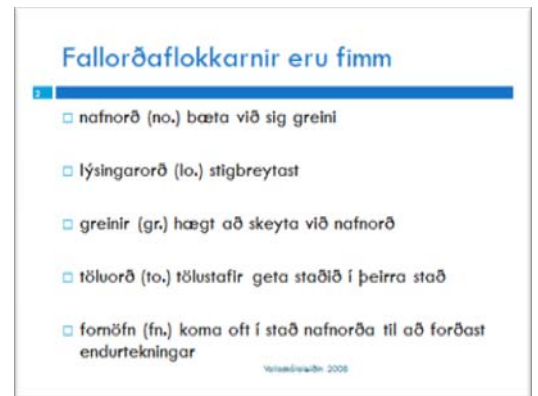 Fallorðaflokkarnir eru fimm
2
nafnorð (no.) bæta við sig greini
lýsingarorð (lo.) stigbreytast
greinir (gr.) hægt að skeyta við nafnorð
töluorð (to.) tölustafir geta staðið í þeirra stað
fornöfn (fn.) koma oft í stað nafnorða til að forðast
endurtekningar
2008